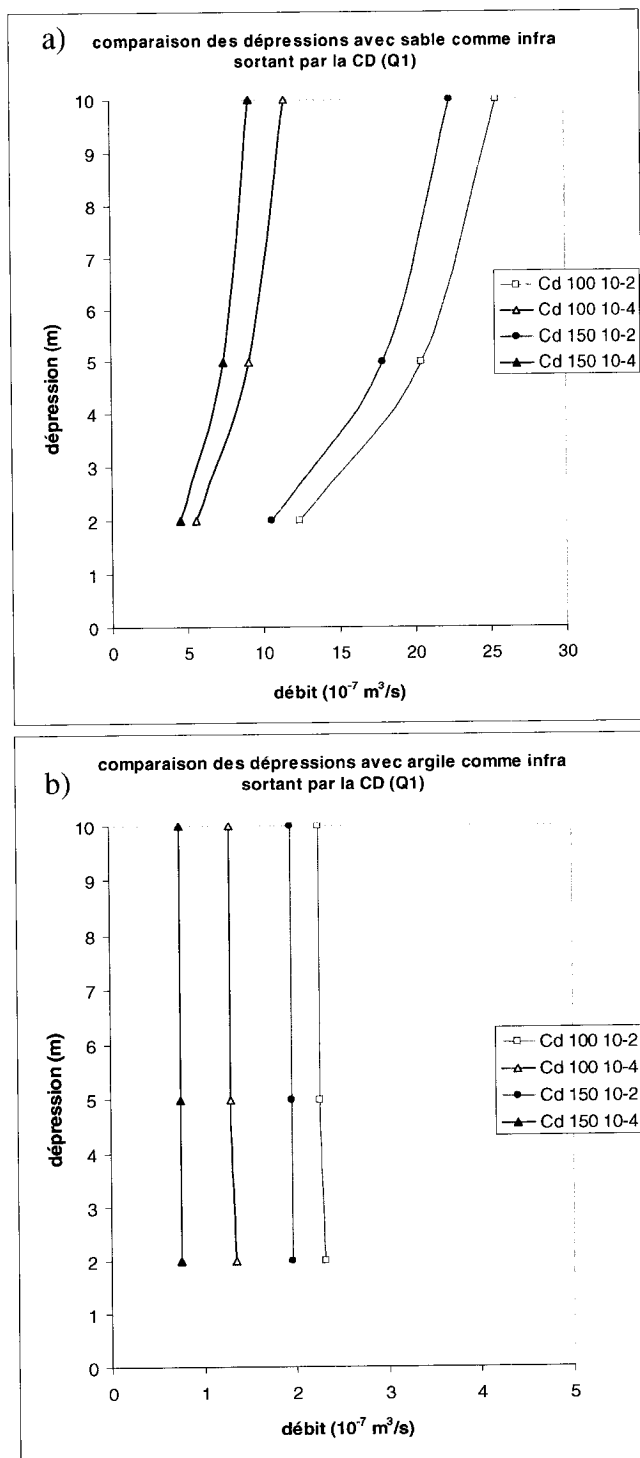 a)
comparaison des dépressions avec sable comme infra
sortant par la CD (Q1)
10
9
8
7
6
5
4
3
2
1
0
dépression (m)
0 5 10 15 20 25 30
débit (10⁻⁷ m³/s)
Cd 100 10-2
Cd 100 10-4
Cd 150 10-2
Cd 150 10-4
b)
comparaison des dépressions avec argile comme infra
sortant par la CD (Q1)
10
9
8
7
6
5
4
3
2
1
0
dépression (m)
0 1 2 3 4 5
débit (10⁻⁷ m³/s)
Cd 100 10-2
Cd 100 10-4
Cd 150 10-2
Cd 150 10-4